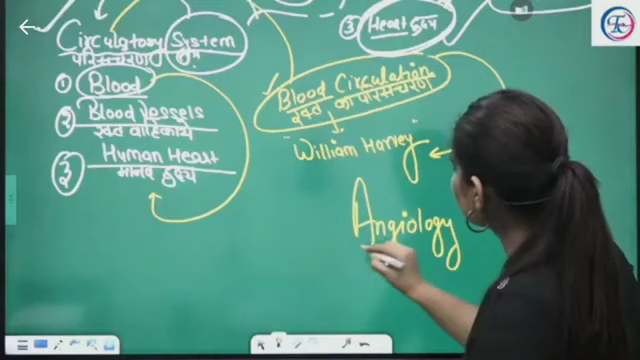 Circulatory System
परिसंचरण तंत्र
① Blood
② Blood Vessels
रक्त वाहिकायें
③ Human Heart
मानव हृदय
③ Heart हृदय
Blood Circulation
रक्त का परिसंचरण
"William Harvey"
Angiology